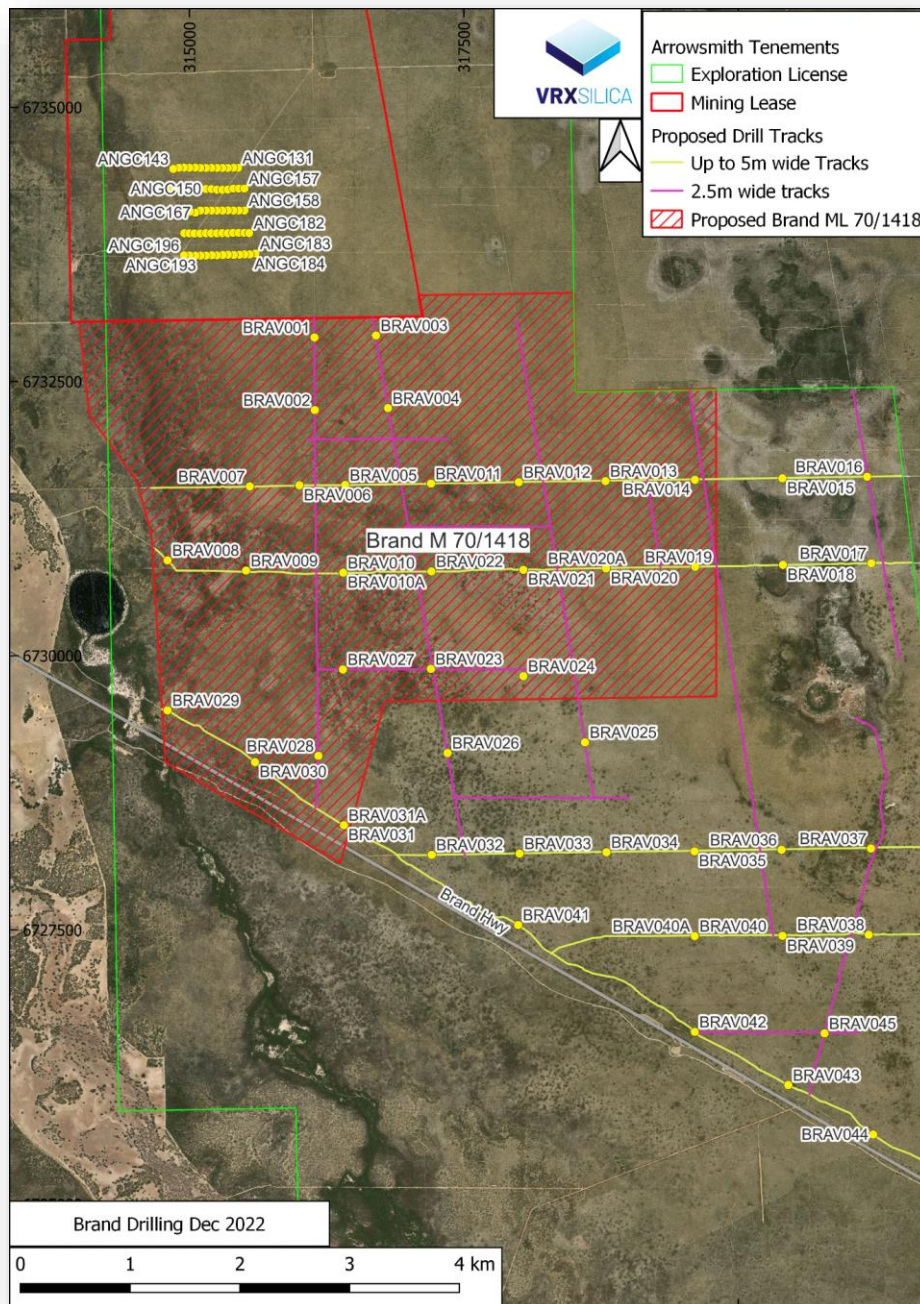 315000
317500
6735000
6732500
6730000
6727500
VRXSILICA
Arrowsmith Tenements
Exploration License
Mining Lease
Proposed Drill Tracks
Up to 5m wide Tracks
2.5m wide tracks
Proposed Brand ML 70/1418
ANGC143
ANGC131
ANGC150
ANGC157
ANGC167
ANGC158
ANGC182
ANGC196
ANGC183
ANGC193
ANGC184
BRAV001
BRAV003
BRAV002
BRAV004
BRAV007
BRAV005
BRAV006
BRAV011
BRAV012
BRAV013
BRAV014
BRAV016
BRAV015
Brand M 70/1418
BRAV008
BRAV009
BRAV010
BRAV010A
BRAV022
BRAV020A
BRAV021
BRAV020
BRAV019
BRAV017
BRAV018
BRAV027
BRAV023
BRAV024
BRAV029
BRAV028
BRAV030
BRAV026
BRAV025
BRAV031A
BRAV031
BRAV032
BRAV033
BRAV034
BRAV036
BRAV035
BRAV037
Brand Hwy
BRAV041
BRAV040A
BRAV040
BRAV038
BRAV039
BRAV042
BRAV045
BRAV043
BRAV044
Brand Drilling Dec 2022
0 1 2 3 4 km